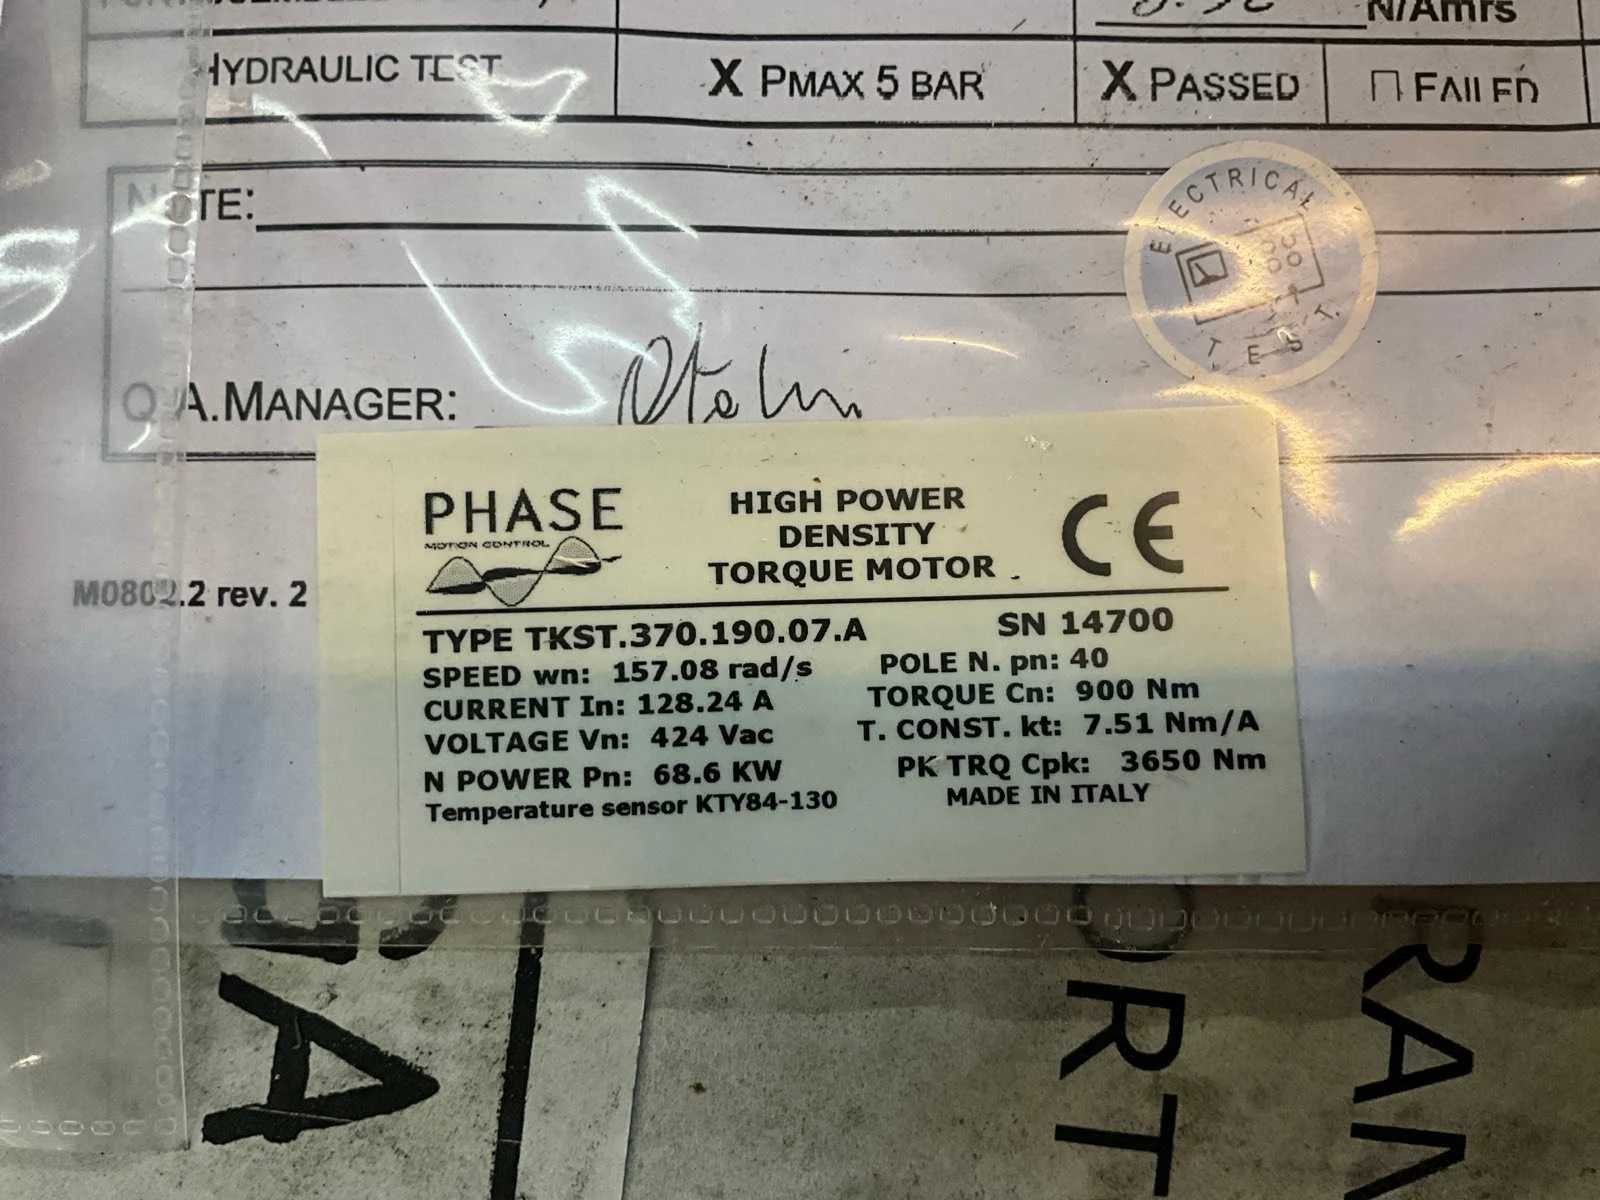 N/Amrs
HYDRAULIC TEST X PMAX 5 BAR X PASSED FAILED
NOTE:
ELECTRICAL
TEST.
Q.A.MANAGER:
PHASE
MOTION CONTROL
HIGH POWER
DENSITY
TORQUE MOTOR
CE
M0802.2 rev. 2
TYPE TKST.370.190.07.A SN 14700
SPEED wn: 157.08 rad/s POLE N. pn: 40
CURRENT In: 128.24 A TORQUE Cn: 900 Nm
VOLTAGE Vn: 424 Vac T. CONST. kt: 7.51 Nm/A
N POWER Pn: 68.6 KW PK TRQ Cpk: 3650 Nm
Temperature sensor KTY84-130 MADE IN ITALY
ORT
RAN